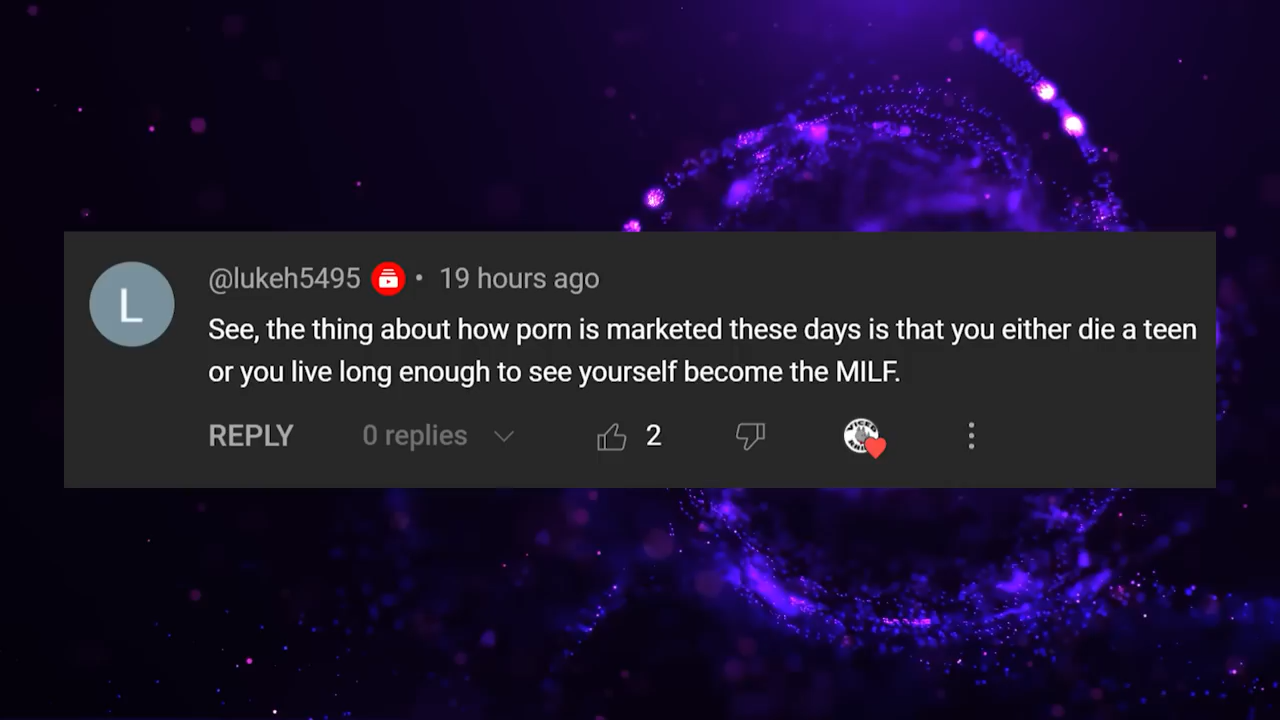 L
@lukeh5495 • 19 hours ago
See, the thing about how porn is marketed these days is that you either die a teen
or you live long enough to see yourself become the MILF.
REPLY 0 replies 2